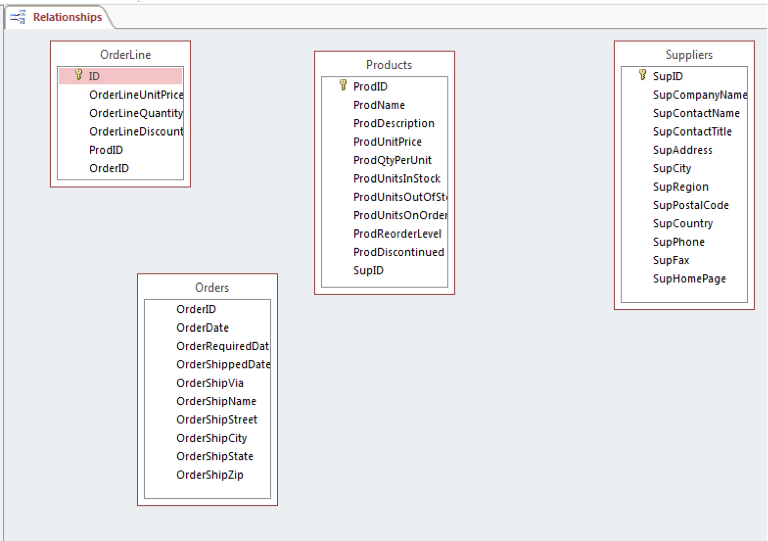 Relationships
OrderLine
ID
OrderLineUnitPrice
OrderLineQuantity
OrderLineDiscount
ProdID
OrderID
Products
ProdID
ProdName
ProdDescription
ProdUnitPrice
ProdQtyPerUnit
ProdUnitsInStock
ProdUnitsOutOfSto
ProdUnitsOnOrder
ProdReorderLevel
ProdDiscontinued
SupID
Suppliers
SupID
SupCompanyName
SupContactName
SupContactTitle
SupAddress
SupCity
SupRegion
SupPostalCode
SupCountry
SupPhone
SupFax
SupHomePage
Orders
OrderID
OrderDate
OrderRequiredDat
OrderShippedDate
OrderShipVia
OrderShipName
OrderShipStreet
OrderShipCity
OrderShipState
OrderShipZip